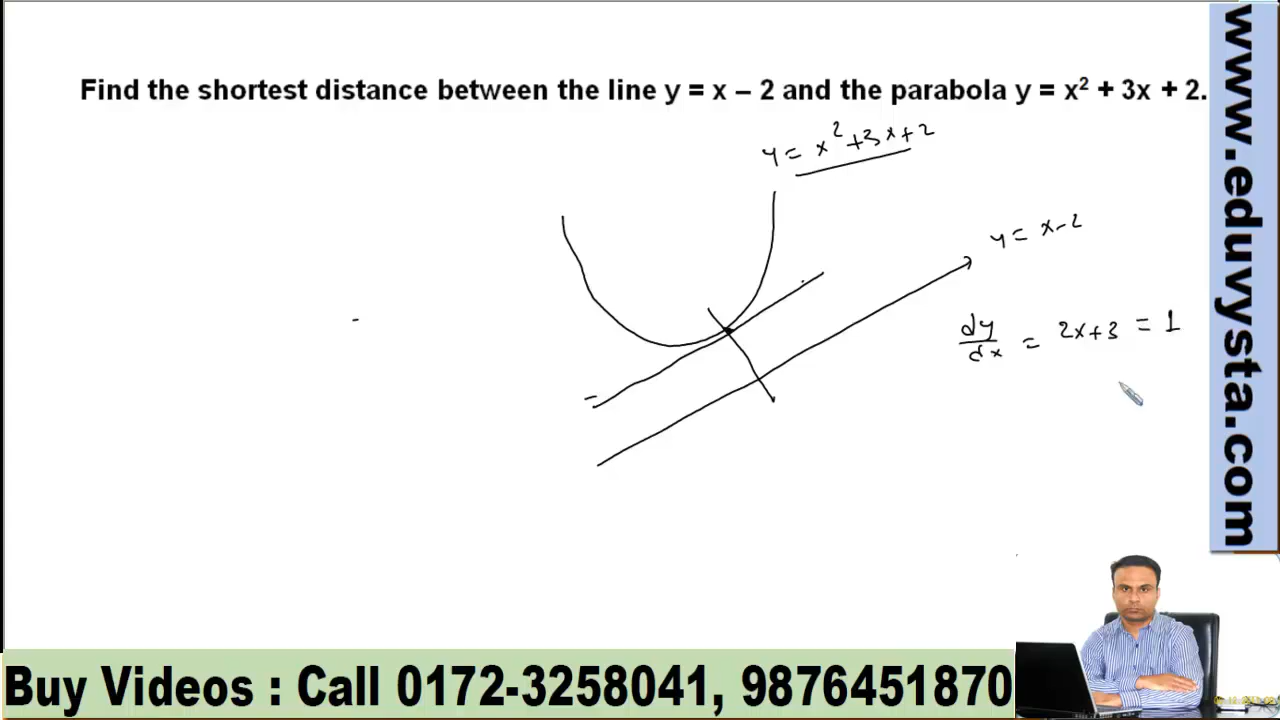 Find the shortest distance between the line y = x – 2 and the parabola y = x² + 3x + 2.
y = x² + 3x + 2
y = x - 2
dy/dx = 2x + 3 = 1
www.eduvysta.com
Buy Videos : Call 0172-3258041, 9876451870